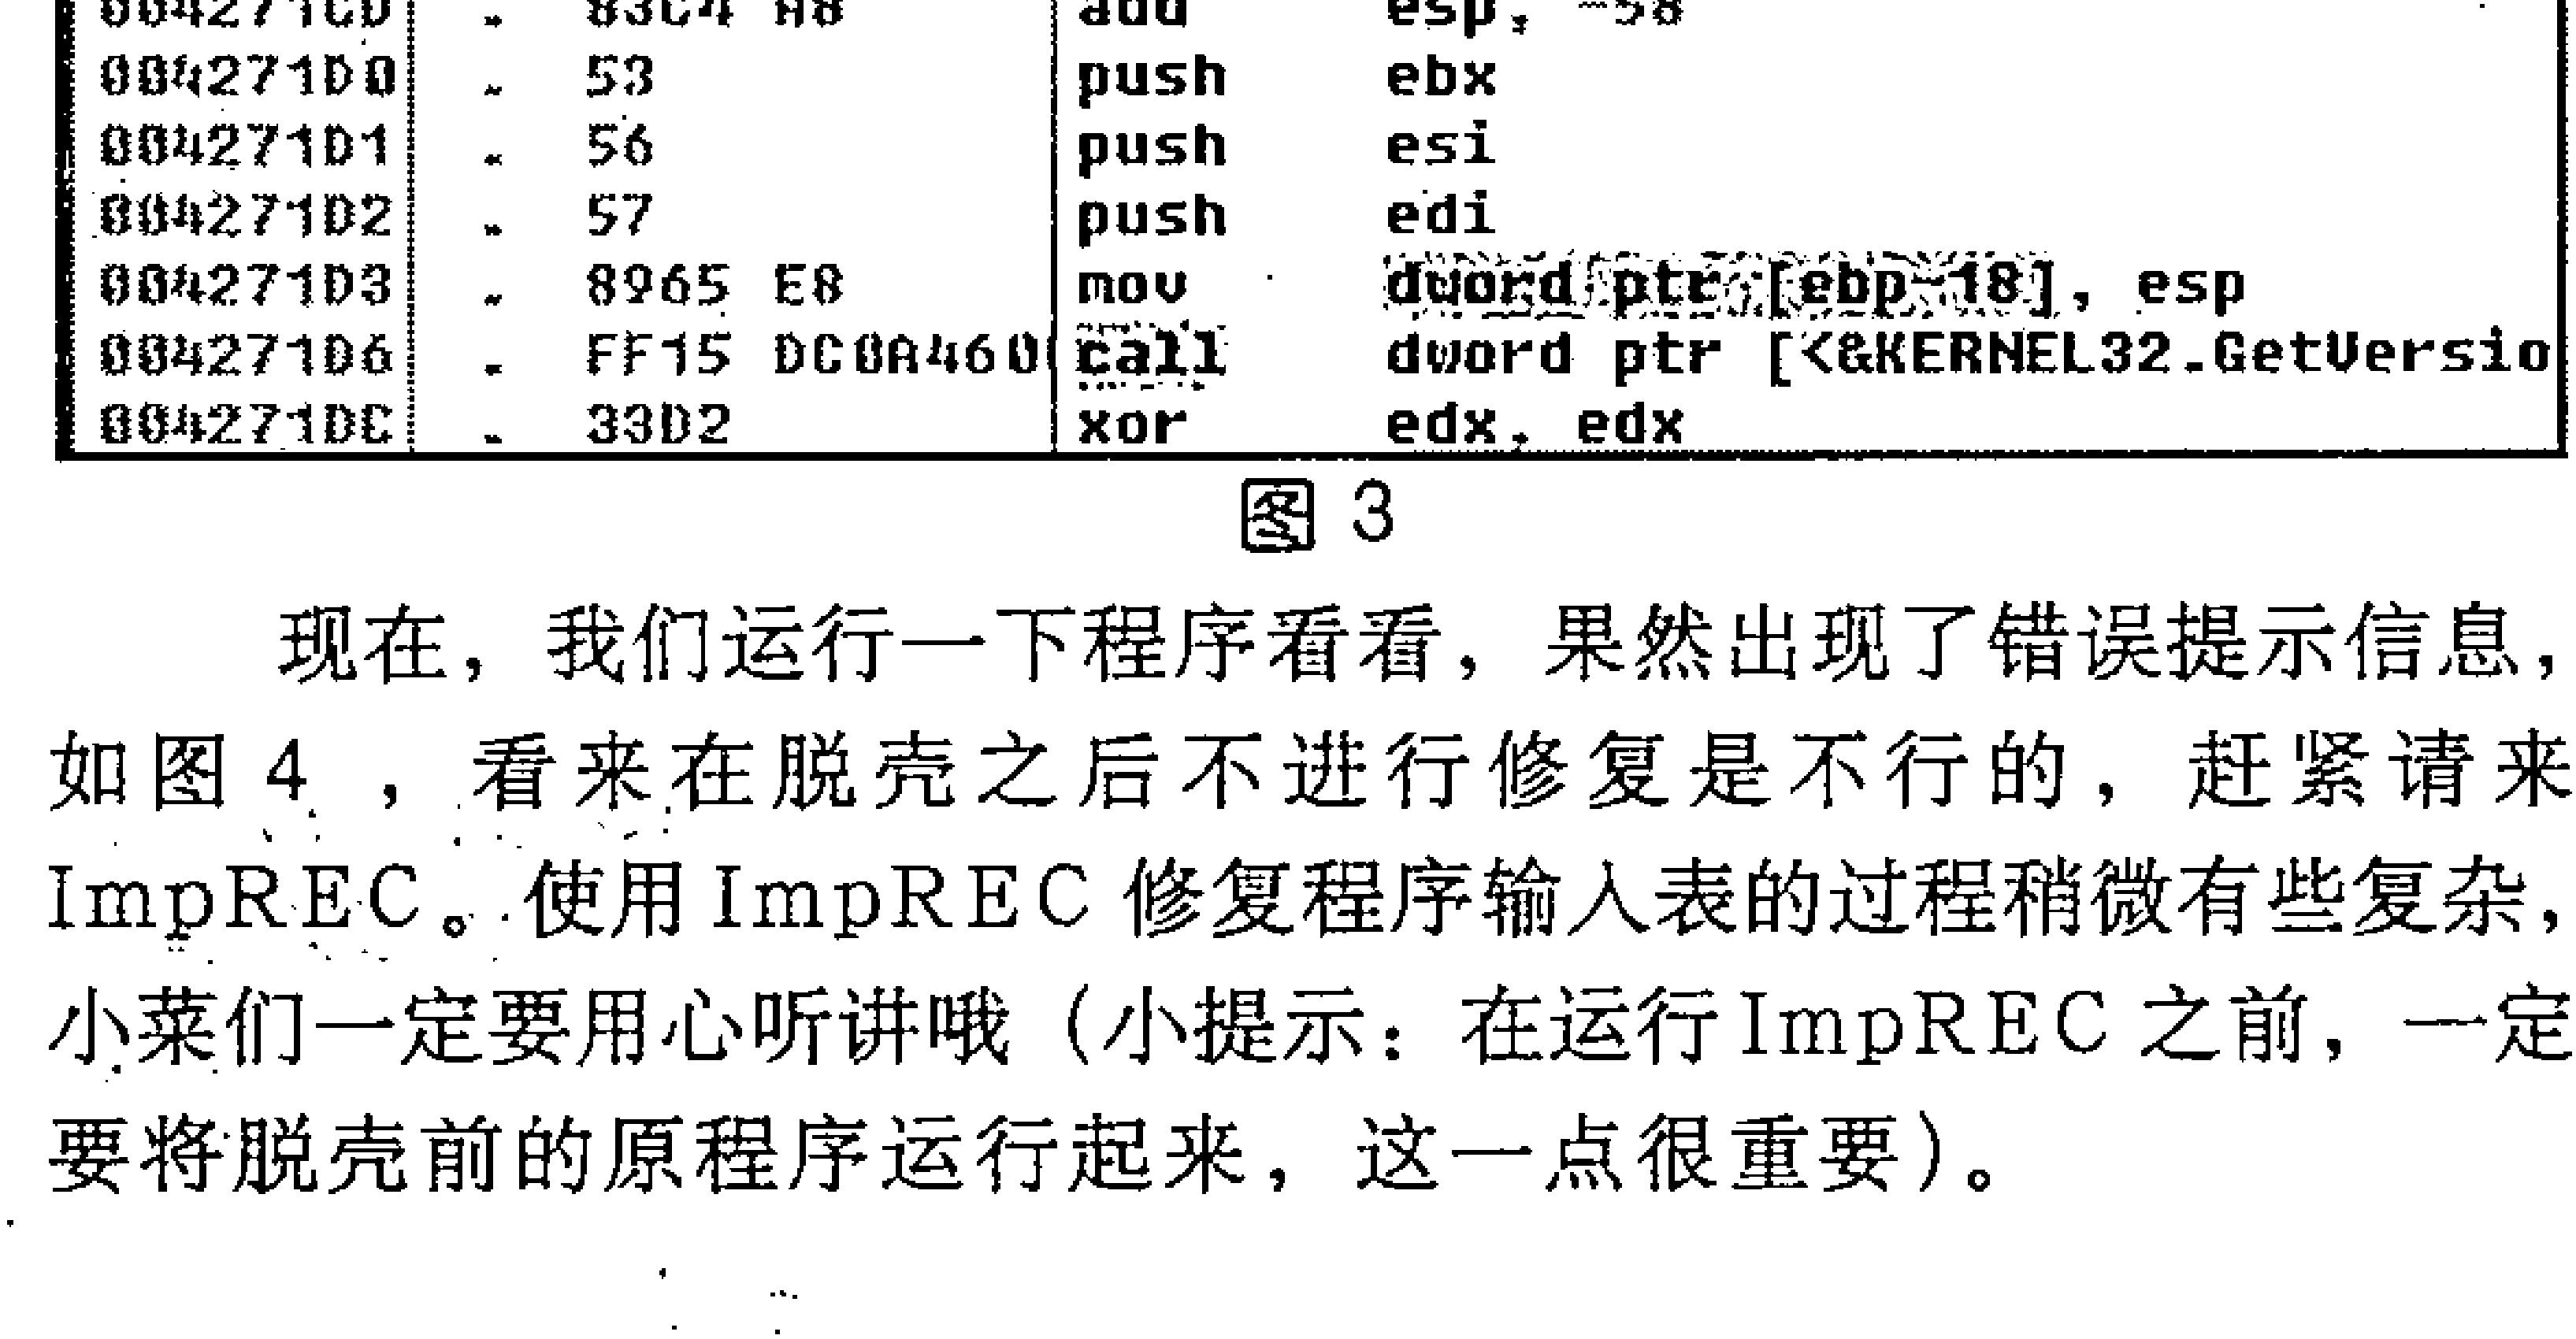 004271CD . 83C4 A8 add esp, -58
004271D0 . 53 push ebx
004271D1 . 56 push esi
004271D2 . 57 push edi
004271D3 . 8965 E8 mov dword ptr [ebp-18], esp
004271D6 . FF15 DC0A460 call dword ptr [<&KERNEL32.GetVersio
004271DC . 33D2 xor edx, edx
图 3
现在，我们运行一下程序看看，果然出现了错误提示信息，
如图 4 ，看来在脱壳之后不进行修复是不行的，赶紧请来
ImpREC。使用 ImpREC 修复程序输入表的过程稍微有些复杂，
小菜们一定要用心听讲哦（小提示：在运行 ImpREC 之前，一定
要将脱壳前的原程序运行起来，这一点很重要）。